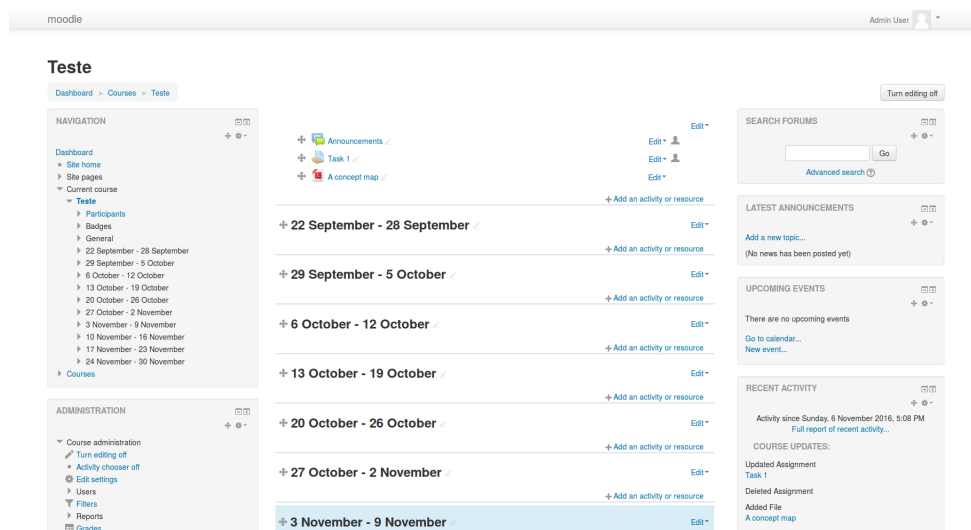 moodle
Admin User
Teste
Dashboard Courses Teste
Turn editing off
NAVIGATION
Dashboard
Site home
Site pages
Current course
Teste
Participants
Badges
General
22 September - 28 September
29 September - 5 October
6 October - 12 October
13 October - 19 October
20 October - 26 October
27 October - 2 November
3 November - 9 November
10 November - 16 November
17 November - 23 November
24 November - 30 November
Courses
ADMINISTRATION
Course administration
Turn editing off
Activity chooser off
Edit settings
Users
Filters
Reports
Grades
Edit
Announcements Edit
Task 1 Edit
A concept map Edit
Add an activity or resource
22 September - 28 September Edit
Add an activity or resource
29 September - 5 October Edit
Add an activity or resource
6 October - 12 October Edit
Add an activity or resource
13 October - 19 October Edit
Add an activity or resource
20 October - 26 October Edit
Add an activity or resource
27 October - 2 November Edit
Add an activity or resource
3 November - 9 November Edit
SEARCH FORUMS
Go
Advanced search ?
LATEST ANNOUNCEMENTS
Add a new topic...
(No news has been posted yet)
UPCOMING EVENTS
There are no upcoming events
Go to calendar...
New event...
RECENT ACTIVITY
Activity since Sunday, 6 November 2016, 5:08 PM
Full report of recent activity...
COURSE UPDATES:
Updated Assignment
Task 1
Deleted Assignment
Added File
A concept map